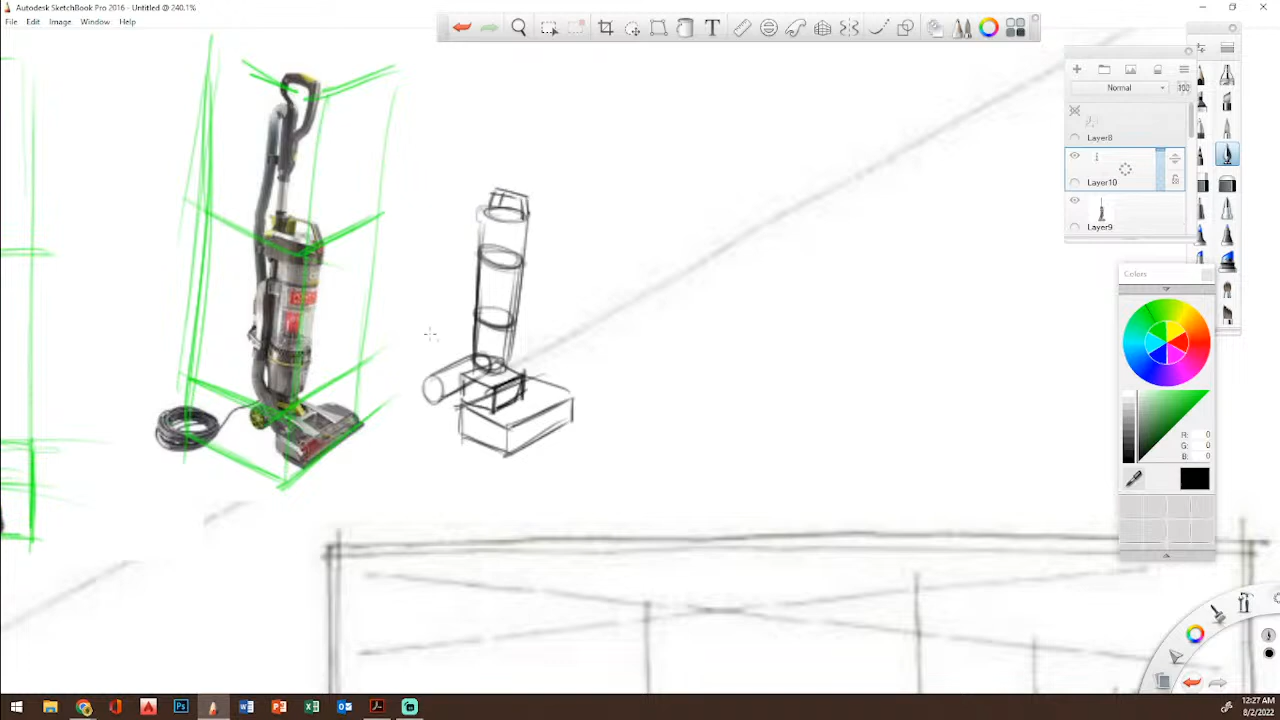 Autodesk SketchBook Pro 2016 - Untitled @ 240.1%
File Edit Image Window Help
T
Normal
100
Layer8
Layer10
Layer9
Colors
R: 0
G: 0
B: 0
12:27 AM
8/2/2022